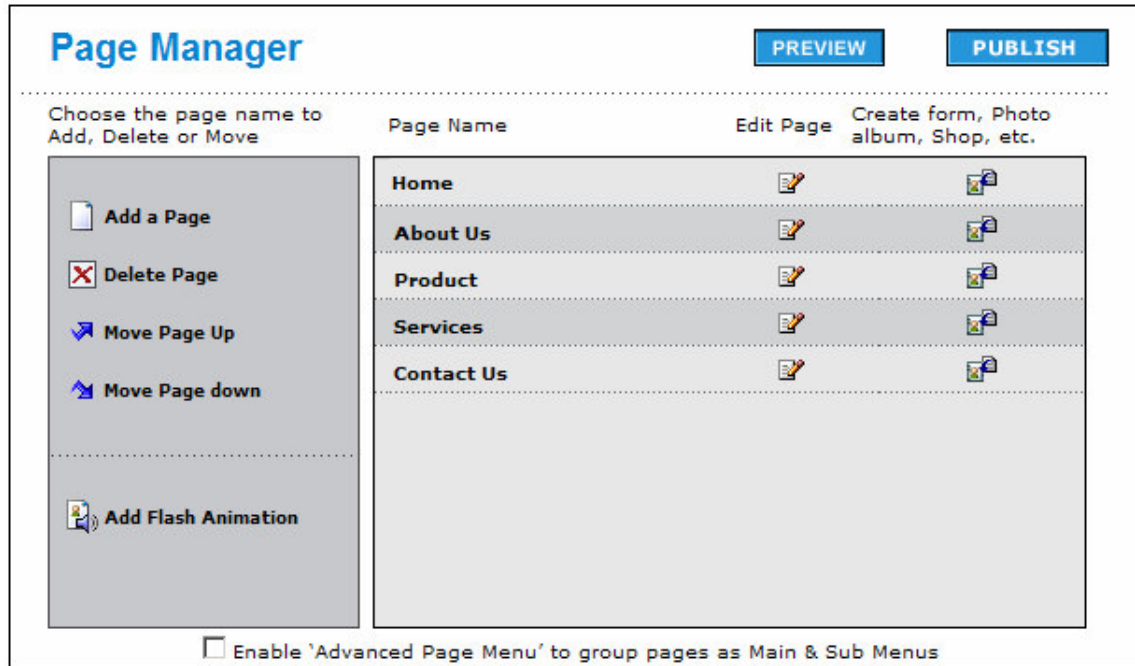 Page Manager
PREVIEW
PUBLISH
Choose the page name to
Add, Delete or Move
Page Name
Edit Page
Create form, Photo
album, Shop, etc.
Add a Page
Delete Page
Move Page Up
Move Page down
Add Flash Animation
Home
About Us
Product
Services
Contact Us
Enable ‘Advanced Page Menu’ to group pages as Main & Sub Menus